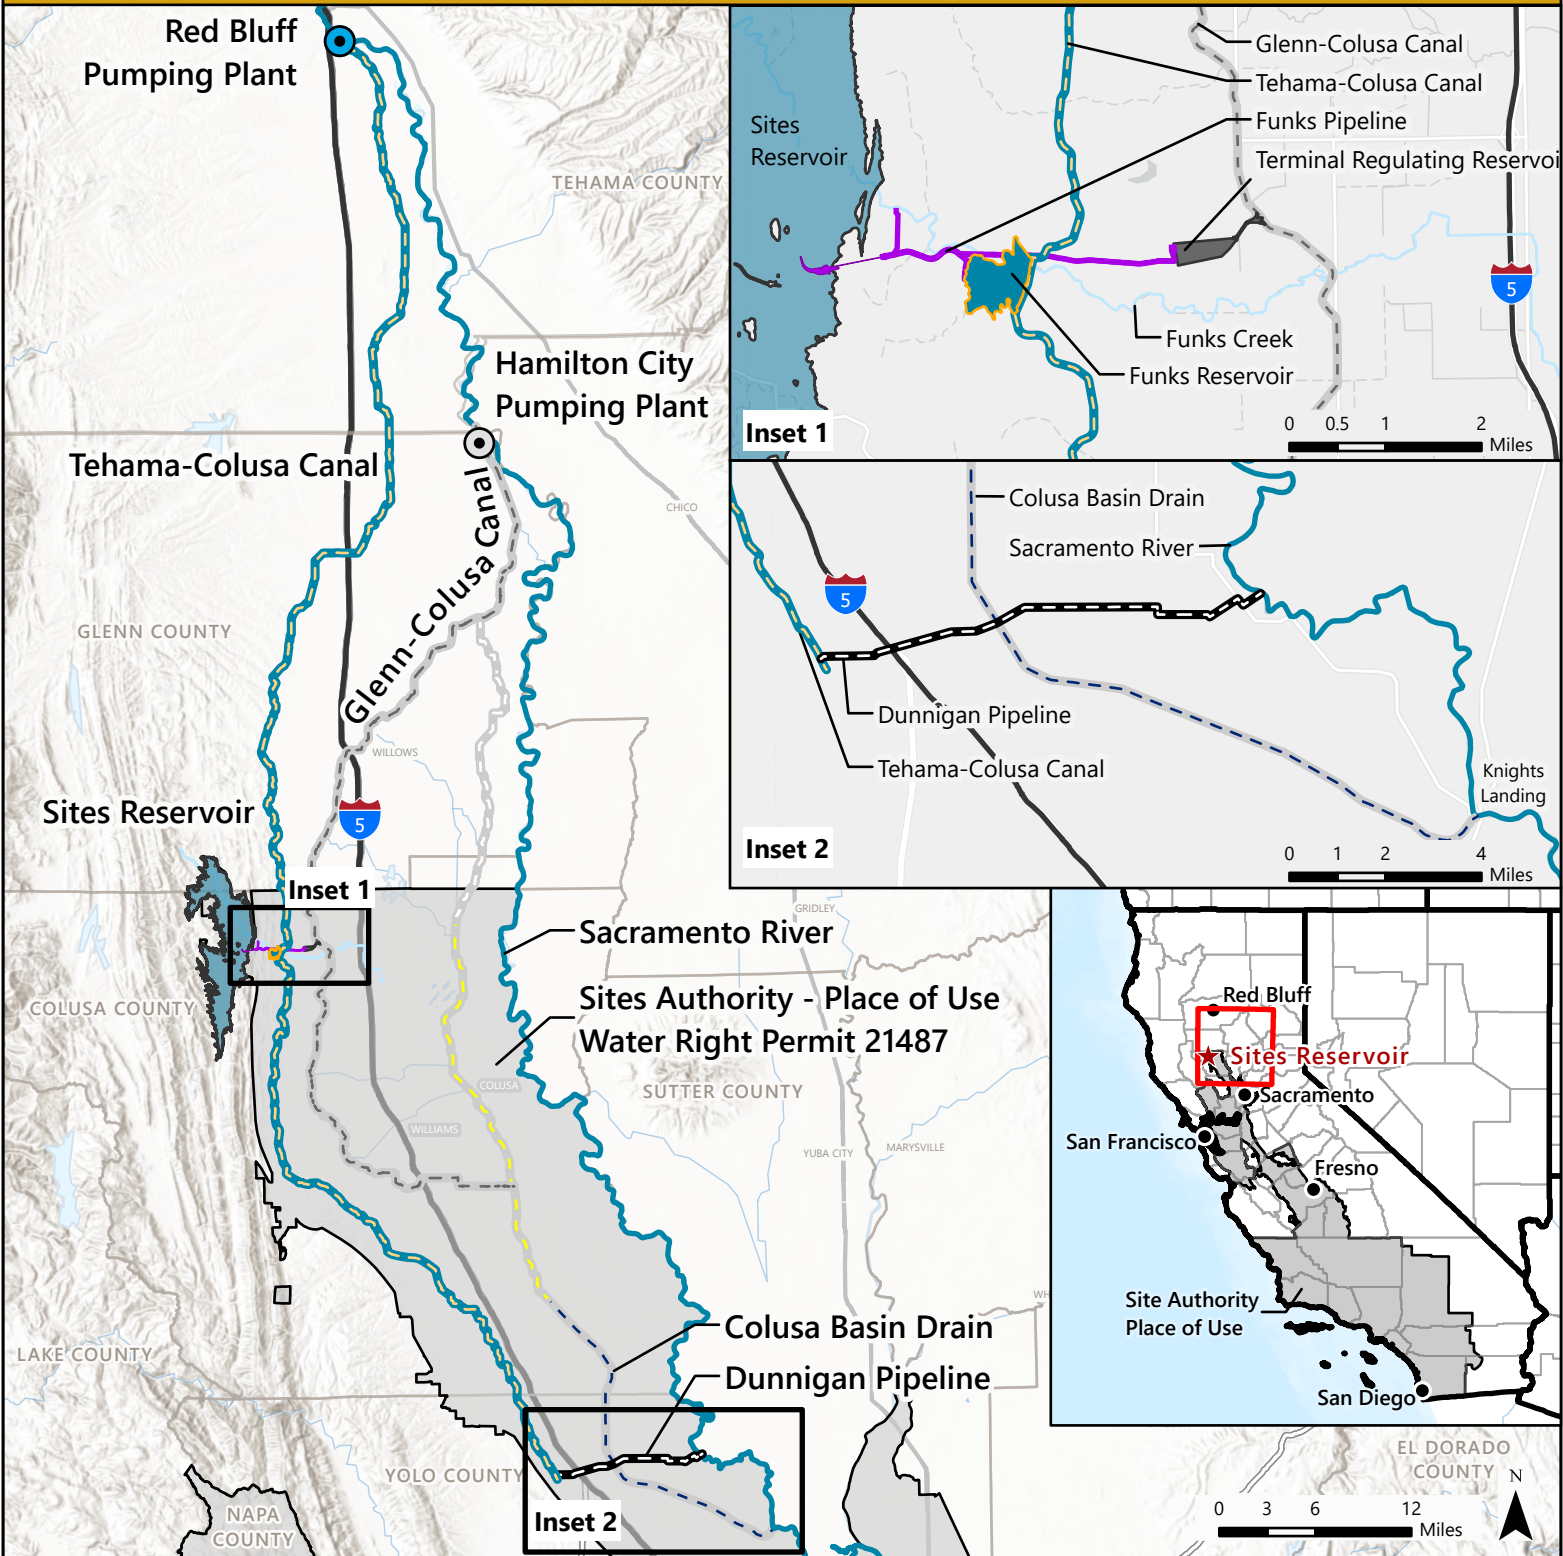 Red Bluff
Pumping Plant
TEHAMA COUNTY
Hamilton City
Pumping Plant
Tehama-Colusa Canal
Glenn-Colusa Canal
CHICO
GLENN COUNTY
WILLOWS
Sites Reservoir
5
Inset 1
GRIDLEY
Sacramento River
COLUSA COUNTY
Sites Authority - Place of Use
Water Right Permit 21487
COLUSA
SUTTER COUNTY
WILLIAMS
YUBA CITY
MARYSVILLE
WH
Colusa Basin Drain
LAKE COUNTY
Dunnigan Pipeline
YOLO COUNTY
NAPA
COUNTY
Inset 2
EL DORADO
COUNTY
N
0 3 6 12
Miles
Glenn-Colusa Canal
Tehama-Colusa Canal
Funks Pipeline
Terminal Regulating Reservoi
Sites
Reservoir
5
Funks Creek
Funks Reservoir
Inset 1
0 0.5 1 2
Miles
Colusa Basin Drain
Sacramento River
5
Dunnigan Pipeline
Tehama-Colusa Canal
Knights
Landing
Inset 2
0 1 2 4
Miles
Red Bluff
Sites Reservoir
Sacramento
San Francisco
Fresno
Site Authority
Place of Use
San Diego